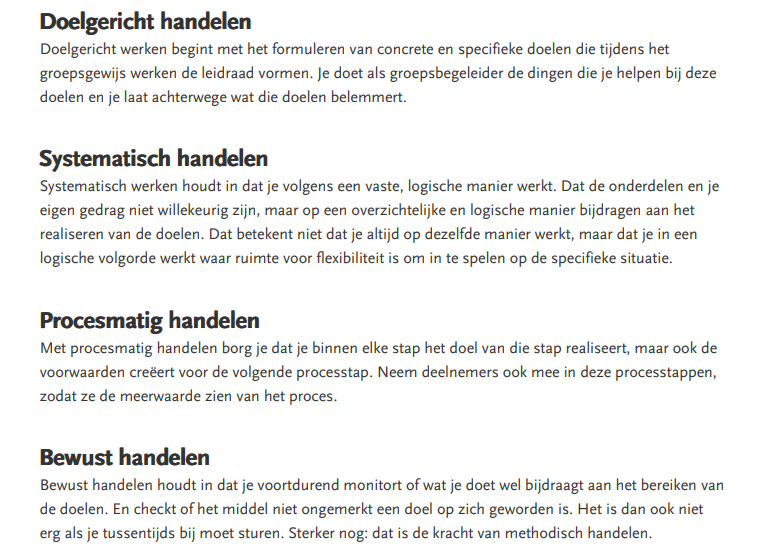 Doelgericht handelen
Doelgericht werken begint met het formuleren van concrete en specifieke doelen die tijdens het
groepsgewijs werken de leidraad vormen. Je doet als groepsbegeleider de dingen die je helpen bij deze
doelen en je laat achterwege wat die doelen belemmert.
Systematisch handelen
Systematisch werken houdt in dat je volgens een vaste, logische manier werkt. Dat de onderdelen en je
eigen gedrag niet willekeurig zijn, maar op een overzichtelijke en logische manier bijdragen aan het
realiseren van de doelen. Dat betekent niet dat je altijd op dezelfde manier werkt, maar dat je in een
logische volgorde werkt waar ruimte voor flexibiliteit is om in te spelen op de specifieke situatie.
Procesmatig handelen
Met procesmatig handelen borg je dat je binnen elke stap het doel van die stap realiseert, maar ook de
voorwaarden creëert voor de volgende processtap. Neem deelnemers ook mee in deze processtappen,
zodat ze de meerwaarde zien van het proces.
Bewust handelen
Bewust handelen houdt in dat je voortdurend monitort of wat je doet wel bijdraagt aan het bereiken van
de doelen. En checkt of het middel niet ongemerkt een doel op zich geworden is. Het is dan ook niet
erg als je tussentijds bij moet sturen. Sterker nog: dat is de kracht van methodisch handelen.